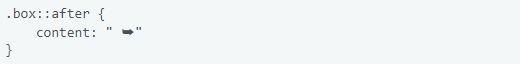 .box::after {
    content: " ➥"
}